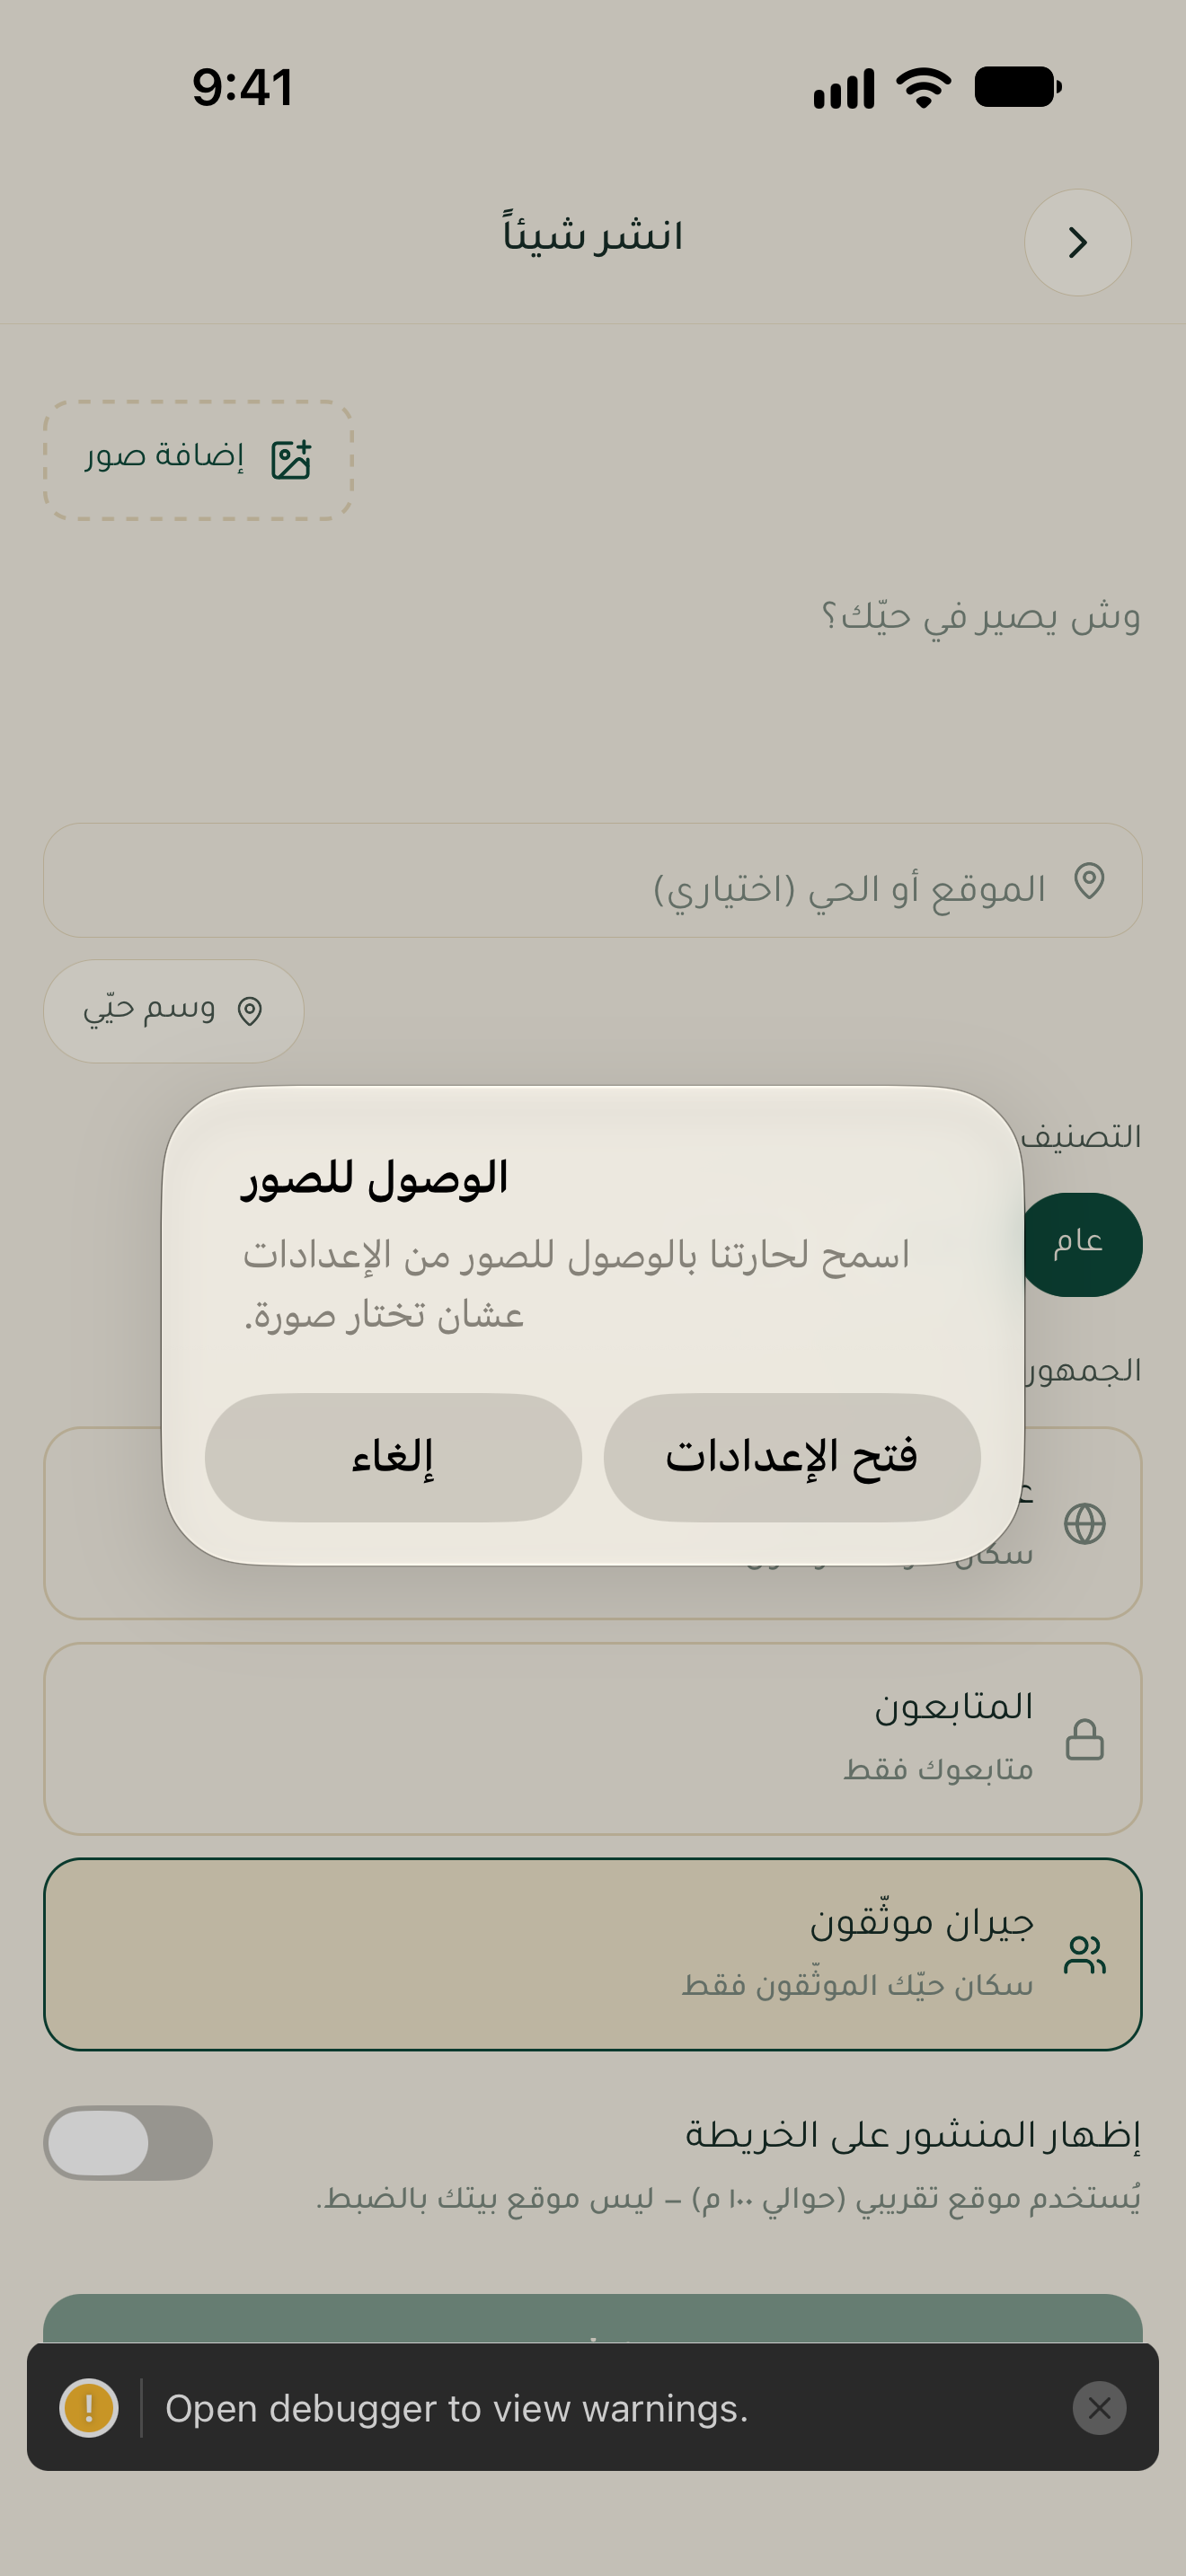 9:41
انشر شيئاً
إضافة صور
وش يصير في حيّك؟
الموقع أو الحي (اختياري)
وسم حيّي
التصنيف
عام
الوصول للصور
اسمح لحارتنا بالوصول للصور من الإعدادات
عشان تختار صورة.
فتح الإعدادات
إلغاء
الجمهور
المتابعون
متابعوك فقط
جيران موثّقون
سكان حيّك الموثّقون فقط
إظهار المنشور على الخريطة
يُستخدم موقع تقريبي (حوالي ١٠٠ م) – ليس موقع بيتك بالضبط.
Open debugger to view warnings.